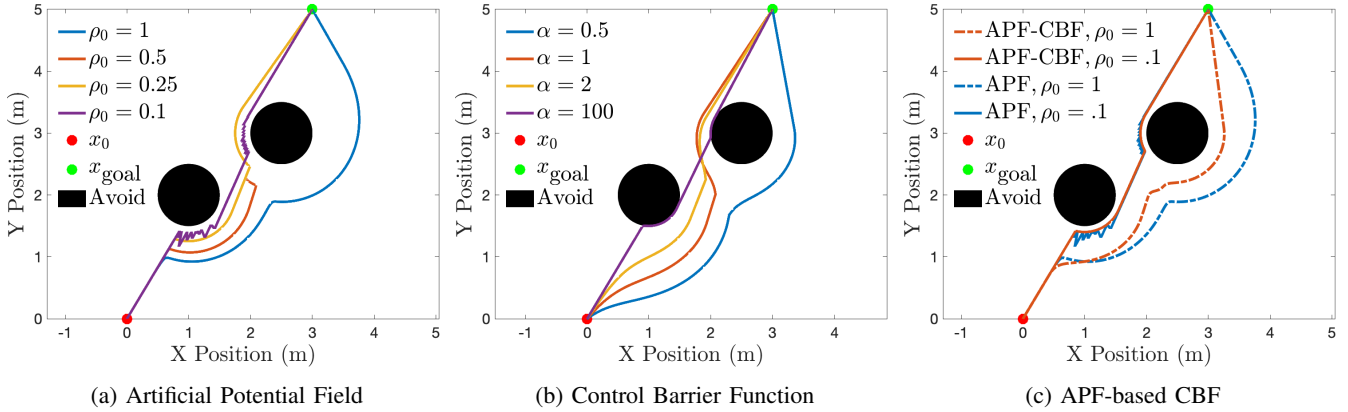 5
4
3
2
1
0
Y Position (m)
ρ₀ = 1
ρ₀ = 0.5
ρ₀ = 0.25
ρ₀ = 0.1
x₀
x_goal
Avoid
-1 0 1 2 3 4 5
X Position (m)
(a) Artificial Potential Field
5
4
3
2
1
0
Y Position (m)
α = 0.5
α = 1
α = 2
α = 100
x₀
x_goal
Avoid
-1 0 1 2 3 4
X Position (m)
(b) Control Barrier Function
5
4
3
2
1
0
Y Position (m)
APF-CBF, ρ₀ = 1
APF-CBF, ρ₀ = .1
APF, ρ₀ = 1
APF, ρ₀ = .1
x₀
x_goal
Avoid
-1 0 1 2 3 4 5
X Position (m)
(c) APF-based CBF